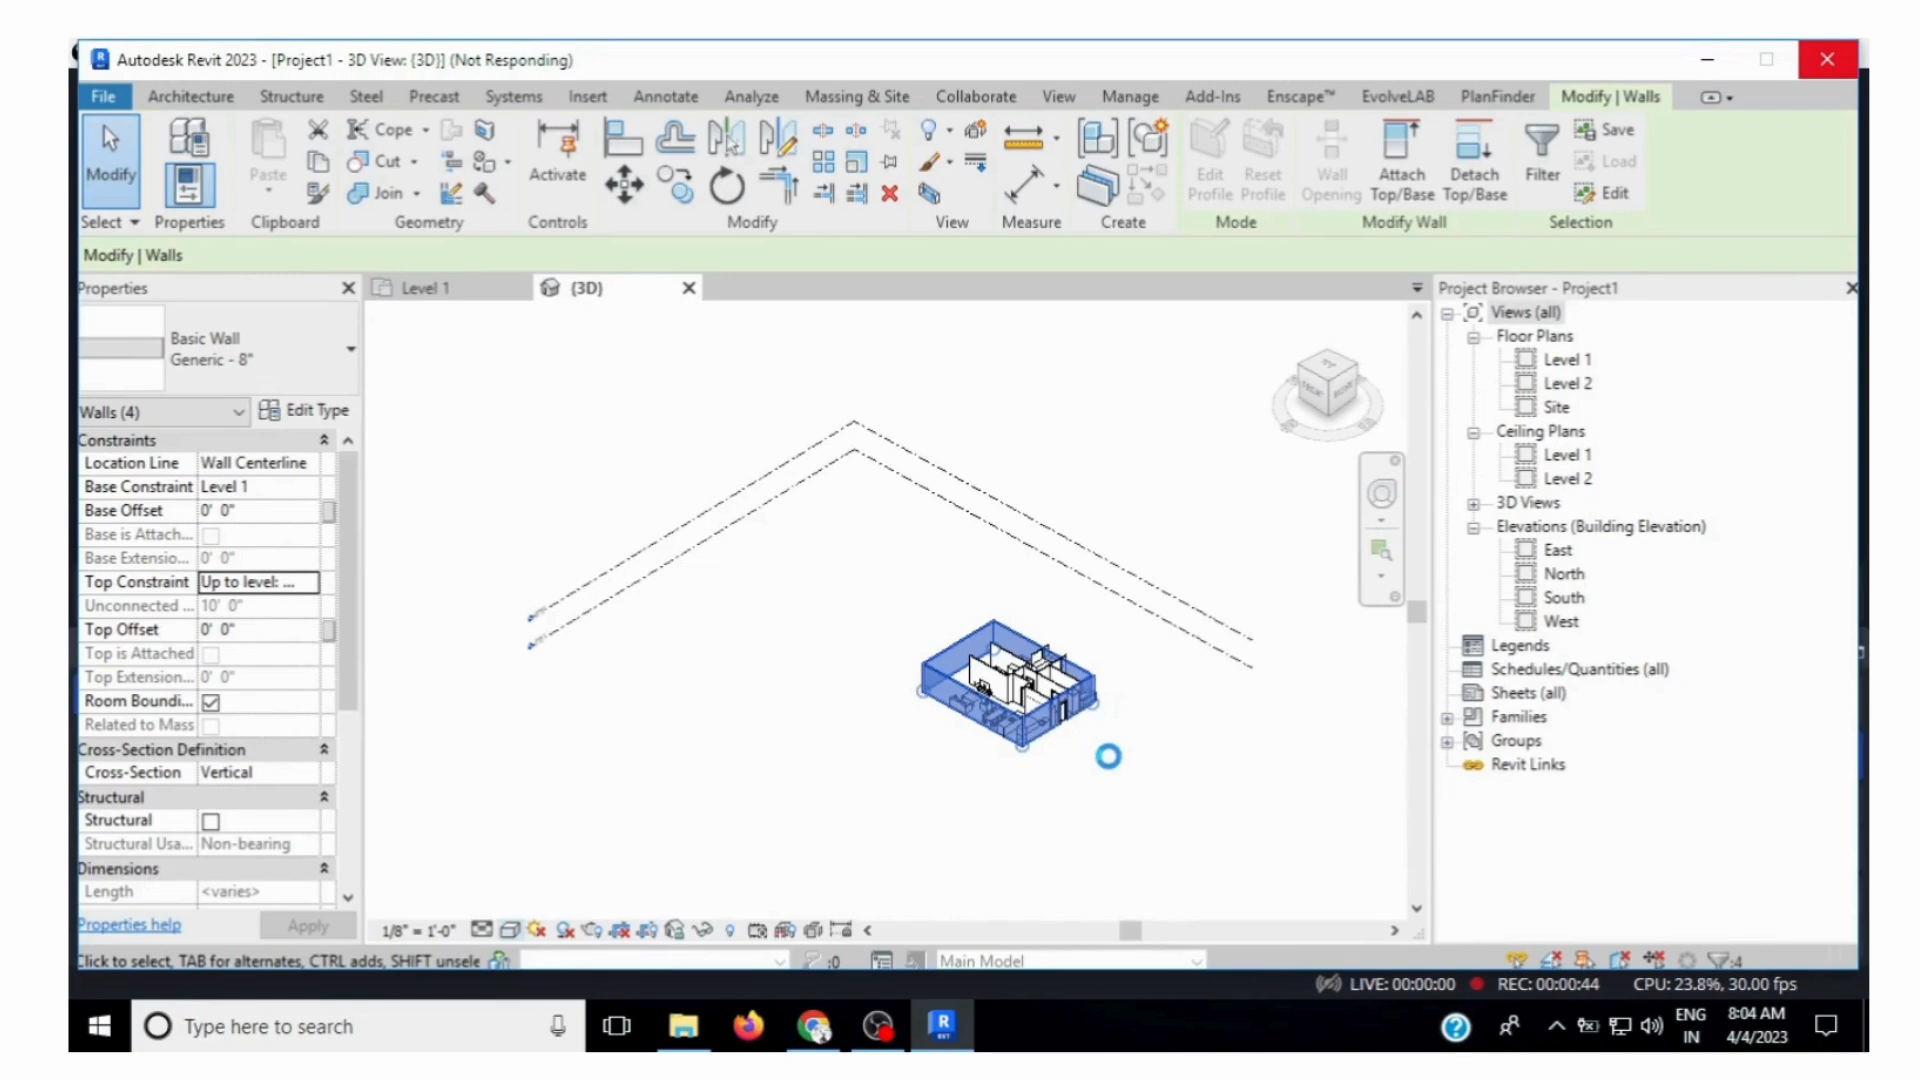 Autodesk Revit 2023 - [Project1 - 3D View: {3D}] (Not Responding)
File Architecture Structure Steel Precast Systems Insert Annotate Analyze Massing & Site Collaborate View Manage Add-Ins Enscape™ EvolveLAB PlanFinder Modify | Walls
Modify
Paste
Cope
Cut
Join
Activate
Edit Profile
Reset Profile
Wall Opening
Attach Top/Base
Detach Top/Base
Filter
Save
Load
Edit
Select Properties Clipboard Geometry Controls Modify View Measure Create Mode Modify Wall Selection
Modify | Walls
Properties
Level 1
{3D}
Project Browser - Project1
Basic Wall
Generic - 8"
Walls (4)
Edit Type
Constraints
Location Line Wall Centerline
Base Constraint Level 1
Base Offset 0' 0"
Base is Attach...
Base Extensio... 0' 0"
Top Constraint Up to level: ...
Unconnected ... 10' 0"
Top Offset 0' 0"
Top is Attached
Top Extension... 0' 0"
Room Boundi...
Related to Mass
Cross-Section Definition
Cross-Section Vertical
Structural
Structural
Structural Usa... Non-bearing
Dimensions
Length <varies>
Properties help
Apply
Views (all)
Floor Plans
Level 1
Level 2
Site
Ceiling Plans
Level 1
Level 2
3D Views
Elevations (Building Elevation)
East
North
South
West
Legends
Schedules/Quantities (all)
Sheets (all)
Families
Groups
Revit Links
1/8" = 1'-0"
Click to select, TAB for alternates, CTRL adds, SHIFT unsele
:0
Main Model
:4
LIVE: 00:00:00
REC: 00:00:44
CPU: 23.8%, 30.00 fps
Type here to search
ENG
IN
8:04 AM
4/4/2023